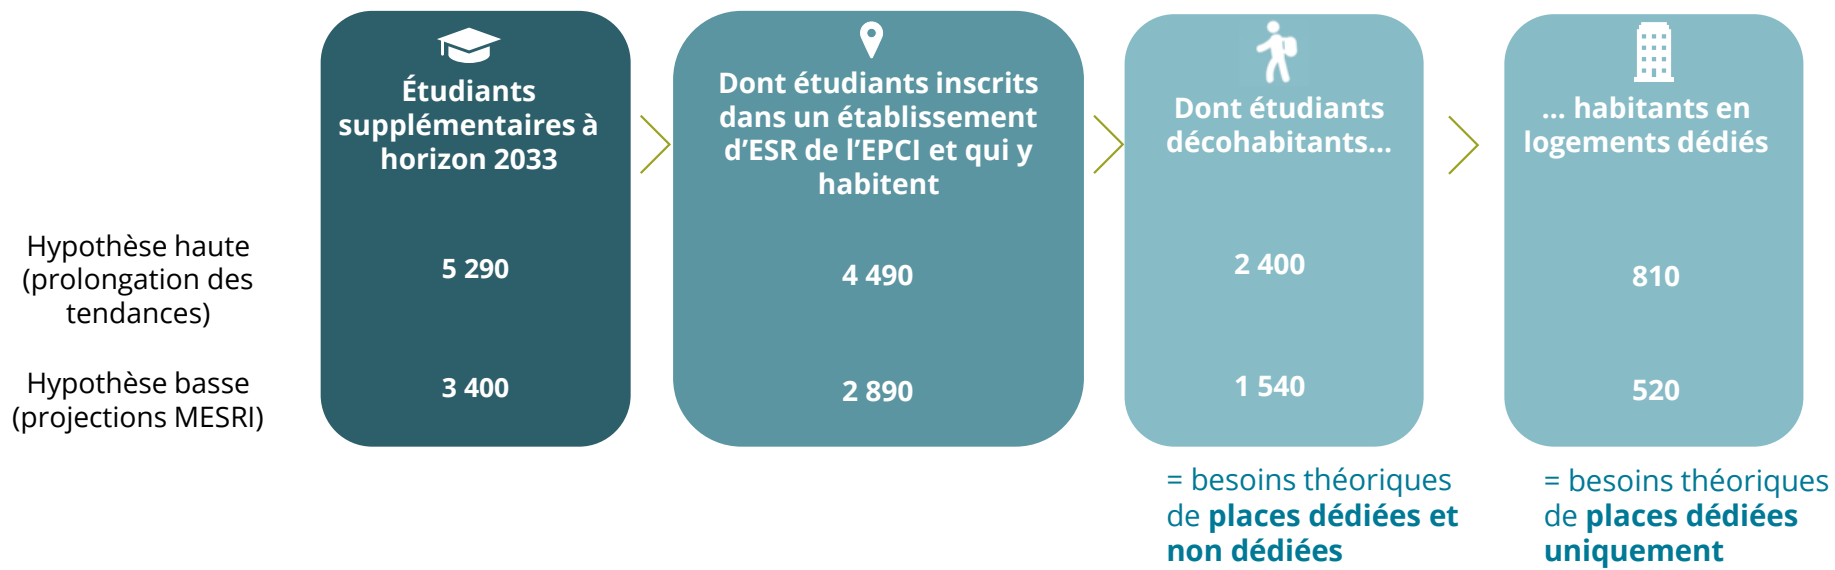 Étudiants
supplémentaires à
horizon 2033
Dont étudiants inscrits
dans un établissement
d’ESR de l’EPCI et qui y
habitent
Dont étudiants
décohabitants…
… habitants en
logements dédiés
Hypothèse haute
(prolongation des
tendances)
5 290
4 490
2 400
810
Hypothèse basse
(projections MESRI)
3 400
2 890
1 540
520
= besoins théoriques
de places dédiées et
non dédiées
= besoins théoriques
de places dédiées
uniquement